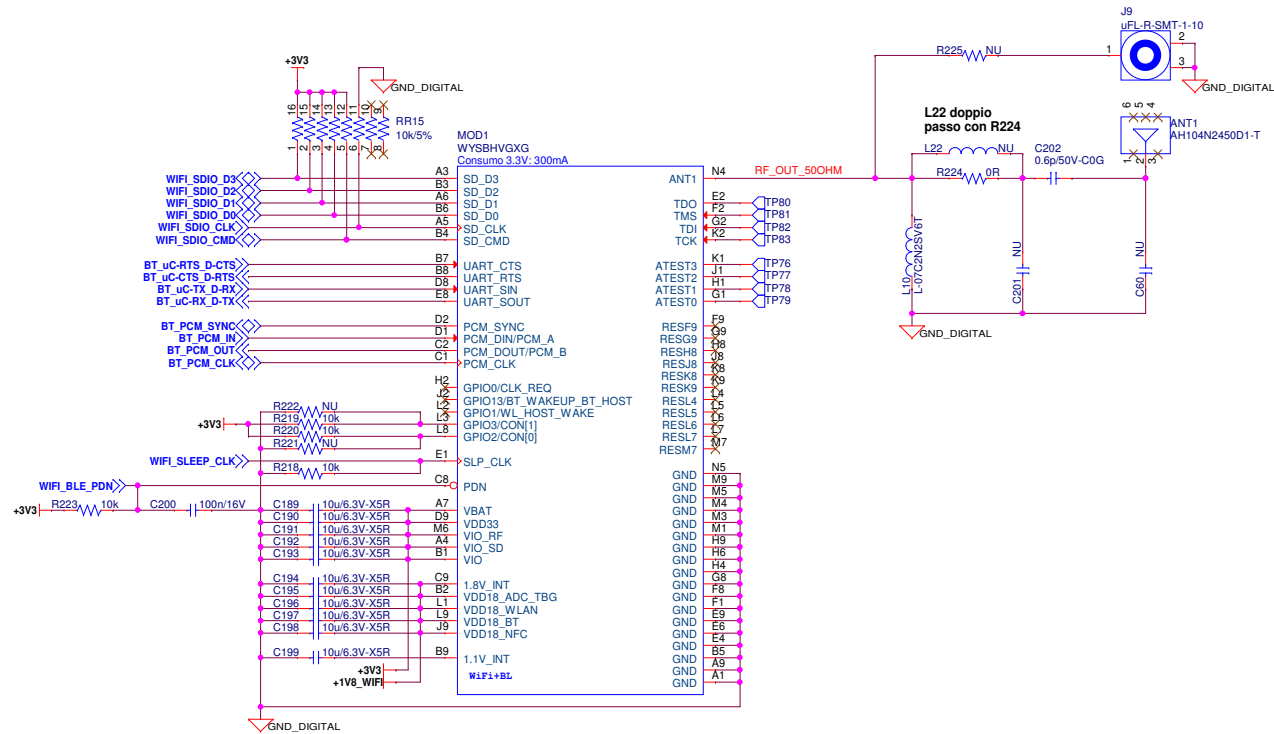 J9
uFL-R-SMT-1-10
R225 NU
1
2
3
GND_DIGITAL
+3V3
GND_DIGITAL
16 15 14 13 12 11 10 9
RR15
10k/5%
1 2 3 4 5 6 7 8
L22 doppio
passo con R224
L22 NU
R224 0R
C202
0.6p/50V-C0G
6 5 4
ANT1
AH104N2450D1-T
1 2 3
L10 L-07C2N2SV6T
C201 NU
C60 NU
GND_DIGITAL
MOD1
WYSBHVGXG
Consumo 3.3V: 300mA
WIFI_SDIO_D3 A3 SD_D3
WIFI_SDIO_D2 B3 SD_D2
WIFI_SDIO_D1 A6 SD_D1
WIFI_SDIO_D0 B6 SD_D0
WIFI_SDIO_CLK A5 SD_CLK
WIFI_SDIO_CMD B4 SD_CMD
BT_uC-RTS_D-CTS B7 UART_CTS
BT_uC-CTS_D-RTS B8 UART_RTS
BT_uC-TX_D-RX D8 UART_SIN
BT_uC-RX_D-TX E8 UART_SOUT
BT_PCM_SYNC D2 PCM_SYNC
BT_PCM_IN D1 PCM_DIN/PCM_A
BT_PCM_OUT C2 PCM_DOUT/PCM_B
BT_PCM_CLK C1 PCM_CLK
H2 GPIO0/CLK_REQ
J2 GPIO13/BT_WAKEUP_BT_HOST
L2 GPIO1/WL_HOST_WAKE
R222 NU
+3V3 R219 10k L3 GPIO3/CON[1]
R220 10k L8 GPIO2/CON[0]
R221 NU
WIFI_SLEEP_CLK E1 SLP_CLK
R218 10k
WIFI_BLE_PDN C8 PDN
+3V3 R223 10k C200 100n/16V
C189 10u/6.3V-X5R A7 VBAT
C190 10u/6.3V-X5R D9 VDD33
C191 10u/6.3V-X5R M6 VIO_RF
C192 10u/6.3V-X5R A4 VIO_SD
C193 10u/6.3V-X5R B1 VIO
C194 10u/6.3V-X5R C9 1.8V_INT
C195 10u/6.3V-X5R B2 VDD18_ADC_TBG
C196 10u/6.3V-X5R L1 VDD18_WLAN
C197 10u/6.3V-X5R L9 VDD18_BT
C198 10u/6.3V-X5R J9 VDD18_NFC
C199 10u/6.3V-X5R B9 1.1V_INT
+3V3
+1V8_WIFI
WiFi+BL
GND_DIGITAL
ANT1 N4 RF_OUT_50OHM
TDO E2 TP80
TMS F2 TP81
TDI G2 TP82
TCK K2 TP83
ATEST3 K1 TP76
ATEST2 J1 TP77
ATEST1 H1 TP78
ATEST0 G1 TP79
RESF9 F9
RESG9 G9
RESH8 H8
RESJ8 J8
RESK8 K8
RESK9 K9
RESL4 L4
RESL5 L5
RESL6 L6
RESL7 L7
RESM7 M7
GND N5
GND M9
GND M5
GND M4
GND M3
GND M1
GND H9
GND H6
GND H4
GND G8
GND F8
GND F1
GND E9
GND E6
GND E4
GND B5
GND A9
GND A1